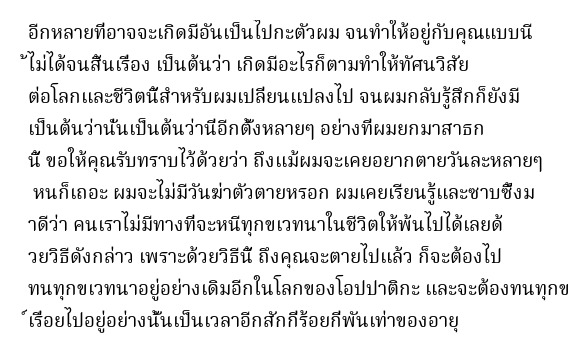 อีกหลายที่อาจจะเกิดมีอันเป็นไปกะตัวผม จนทำให้อยู่กับคุณแบบนี้
ไม่ได้จนสิ้นเรื่อง เป็นต้นว่า เกิดมีอะไรก็ตามทำให้ทัศนวิสัย
ต่อโลกและชีวิตนี้สำหรับผมเปลี่ยนแปลงไป จนผมกลับรู้สึกก็ยังมี
เป็นต้นว่านั่นเป็นต้นว่านี่อีกตั้งหลายๆ อย่างที่ผมยกมาสาธก
นี้ ขอให้คุณรับทราบไว้ด้วยว่า ถึงแม้ผมจะเคยอยากตายวันละหลายๆ
หนก็เถอะ ผมจะไม่มีวันฆ่าตัวตายหรอก ผมเคยเรียนรู้และซาบซึ้งม
าดีว่า คนเราไม่มีทางที่จะหนีทุกขเวทนาในชีวิตให้พ้นไปได้เลยด้
วยวิธีดังกล่าว เพราะด้วยวิธีนี้ ถึงคุณจะตายไปแล้ว ก็จะต้องไป
ทนทุกขเวทนาอยู่อย่างเดิมอีกในโลกของโอปปาติกะ และจะต้องทนทุกข
์เรื่อยไปอยู่อย่างนั้นเป็นเวลาอีกสักกี่ร้อยกี่พันเท่าของอายุ